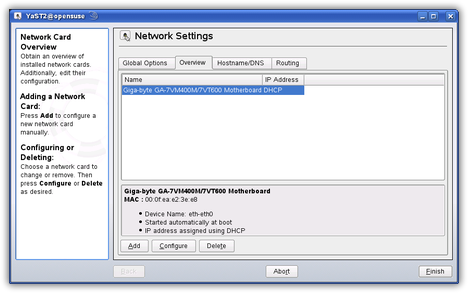 YaST2@opensuse
Network Card
Overview
Obtain an overview of
installed network cards.
Additionally, edit their
configuration.
Adding a Network
Card:
Press Add to configure a
new network card
manually.
Configuring or
Deleting:
Choose a network card to
change or remove. Then
press Configure or Delete
as desired.
Network Settings
Global Options Overview Hostname/DNS Routing
Name IP Address
Giga-byte GA-7VM400M/7VT600 Motherboard DHCP
Giga-byte GA-7VM400M/7VT600 Motherboard
MAC : 00:0f:ea:e2:3e:e8
• Device Name: eth-eth0
• Started automatically at boot
• IP address assigned using DHCP
Add Configure Delete
Back Abort Finish